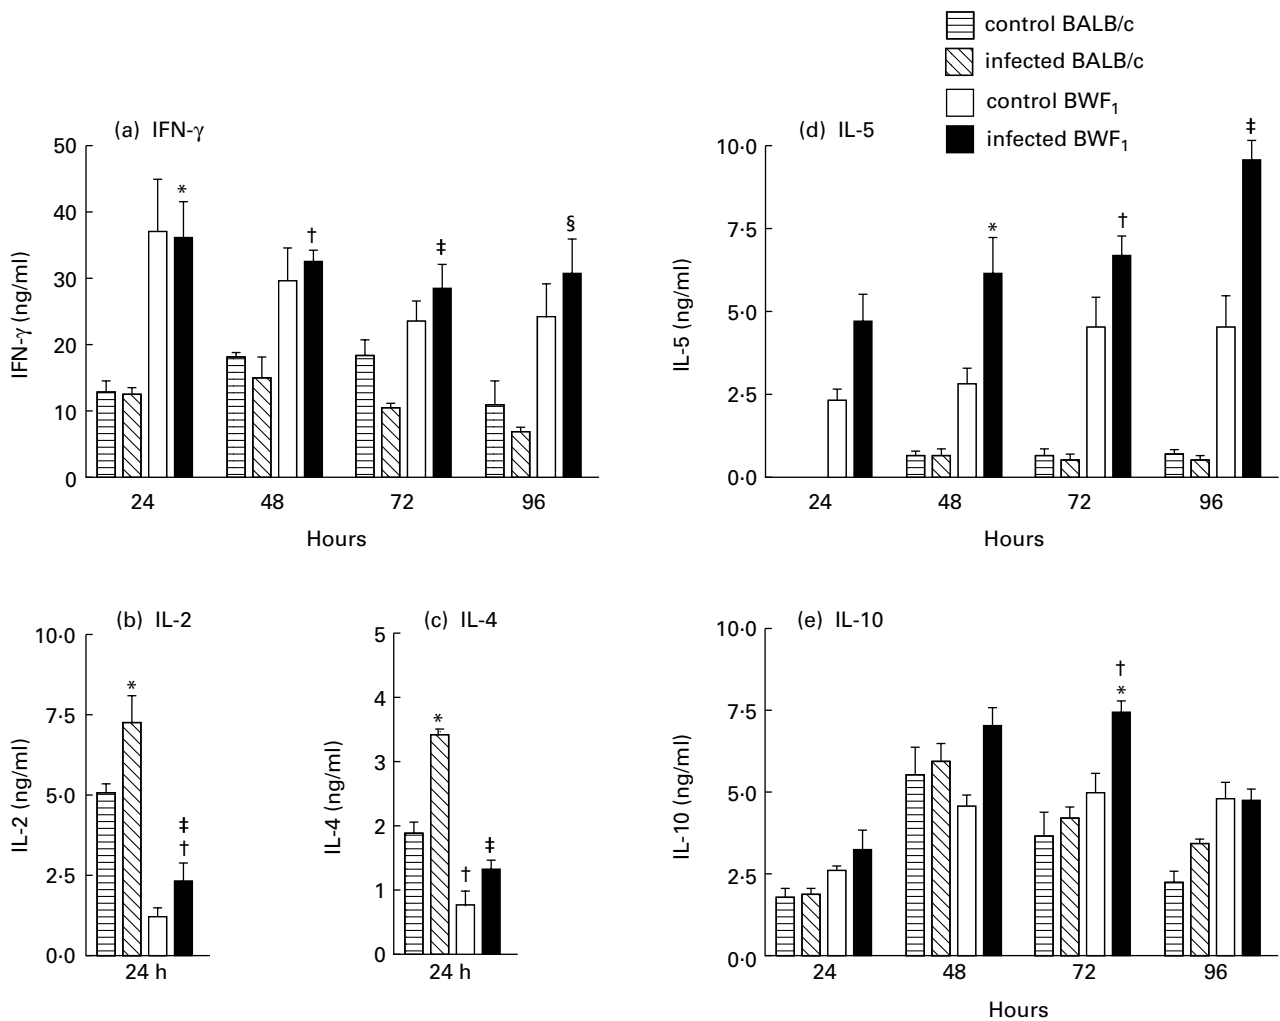 control BALB/c
infected BALB/c
control BWF1
infected BWF1
(a) IFN-γ
50
40
30
20
10
0
IFN-γ (ng/ml)
*
†
‡
§
24
48
72
96
Hours
(d) IL-5
10·0
7·5
5·0
2·5
0·0
IL-5 (ng/ml)
*
†
‡
24
48
72
96
Hours
(b) IL-2
10·0
7·5
5·0
2·5
0·0
IL-2 (ng/ml)
*
‡
†
24 h
(c) IL-4
5
4
3
2
1
0
IL-4 (ng/ml)
*
†
‡
24 h
(e) IL-10
10·0
7·5
5·0
2·5
0·0
IL-10 (ng/ml)
†
*
24
48
72
96
Hours